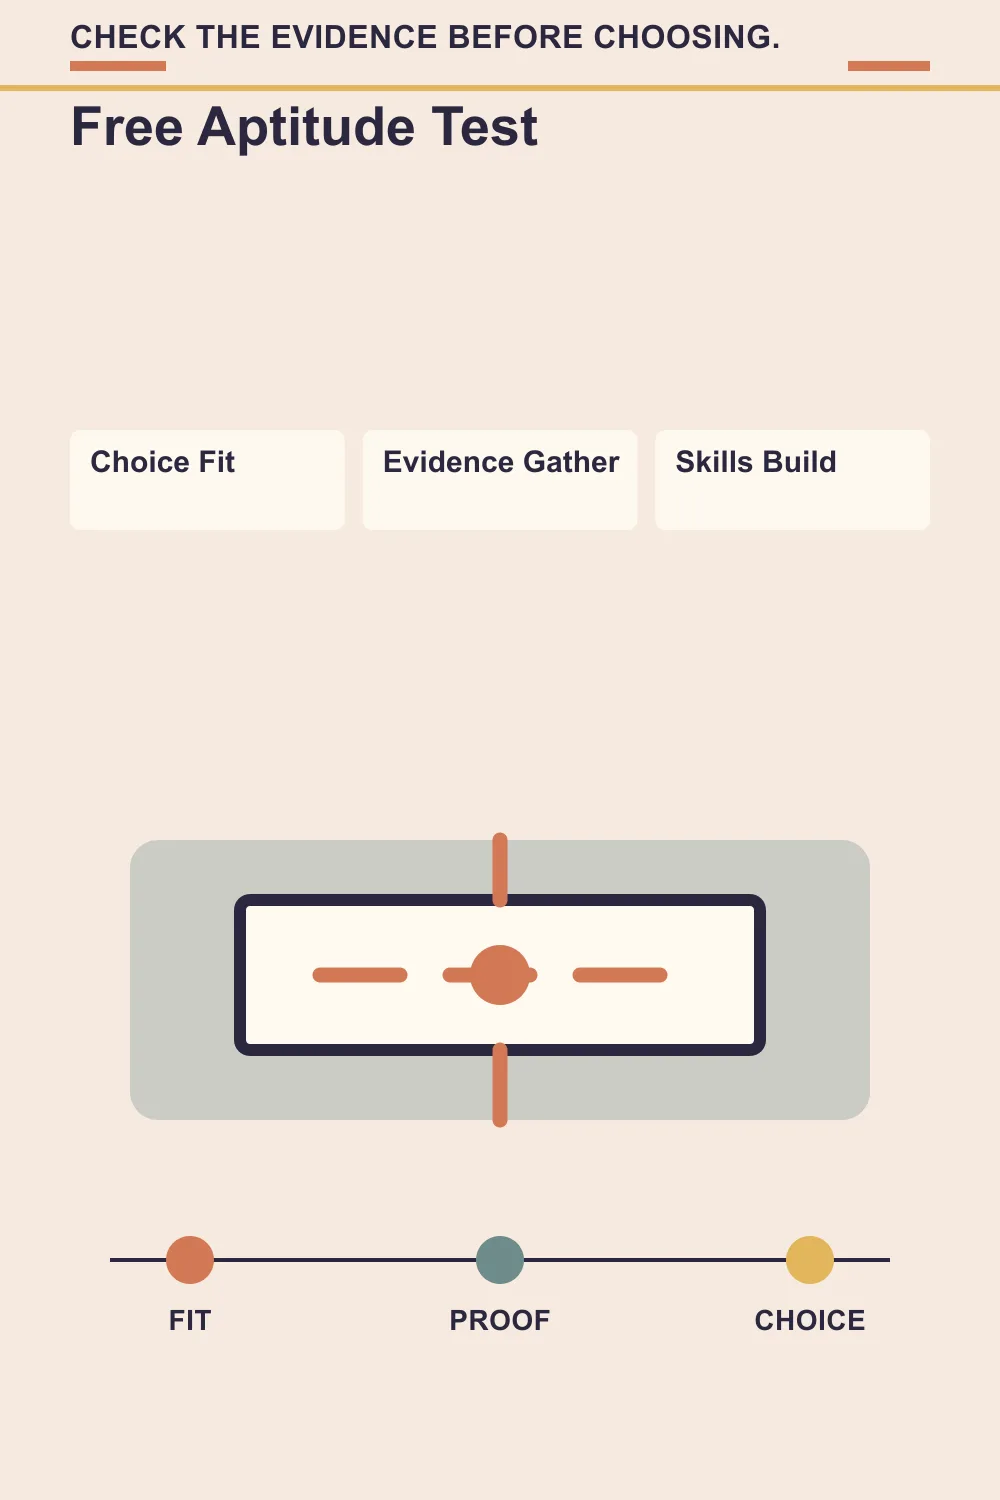 CHECK THE EVIDENCE BEFORE CHOOSING.
Free Aptitude Test
Choice Fit
Evidence Gather
Skills Build
FIT
PROOF
CHOICE